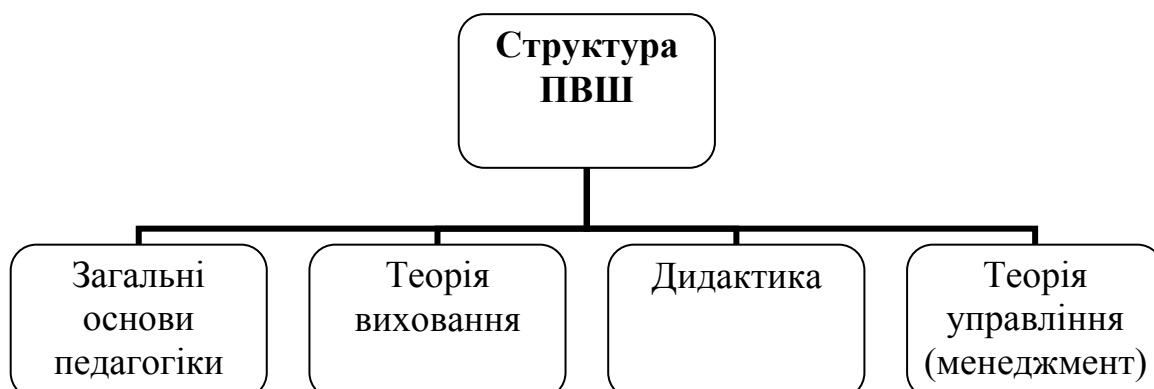 Структура
ПВШ
Загальні
основи
педагогіки
Теорія
виховання
Дидактика
Теорія
управління
(менеджмент)